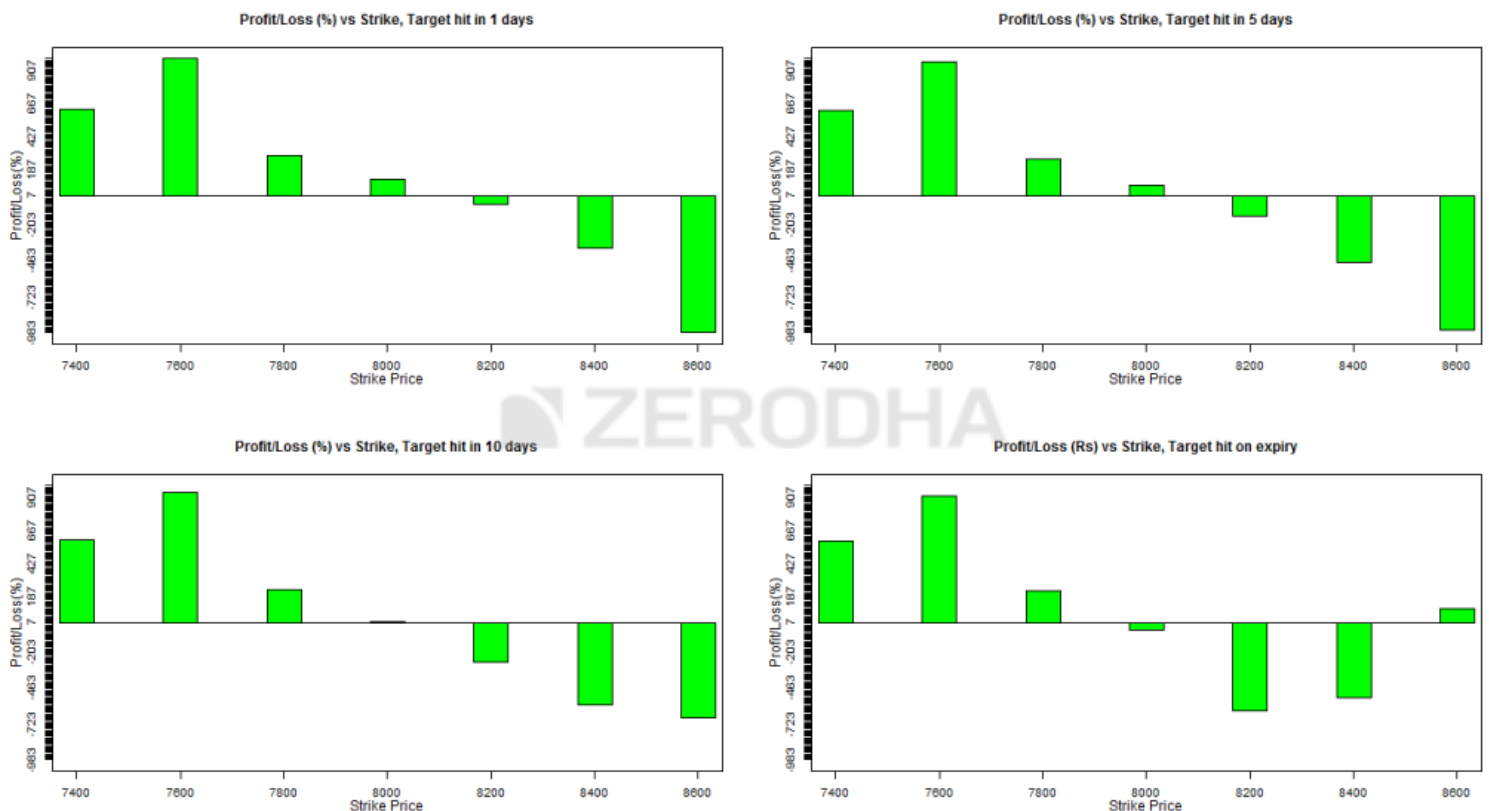 Profit/Loss (%) vs Strike, Target hit in 1 days
Profit/Loss(%)
907
667
427
187
7
-203
-463
-723
-983
7400 7600 7800 8000 8200 8400 8600
Strike Price
Profit/Loss (%) vs Strike, Target hit in 5 days
Profit/Loss(%)
907
667
427
187
7
-203
-463
-723
-983
7400 7600 7800 8000 8200 8400 8600
Strike Price
ZERODHA
Profit/Loss (%) vs Strike, Target hit in 10 days
Profit/Loss(%)
907
667
427
187
7
-203
-463
-723
-983
7400 7600 7800 8000 8200 8400 8600
Strike Price
Profit/Loss (Rs) vs Strike, Target hit on expiry
Profit/Loss(%)
907
667
427
187
7
-203
-463
-723
-983
7400 7600 7800 8000 8200 8400 8600
Strike Price